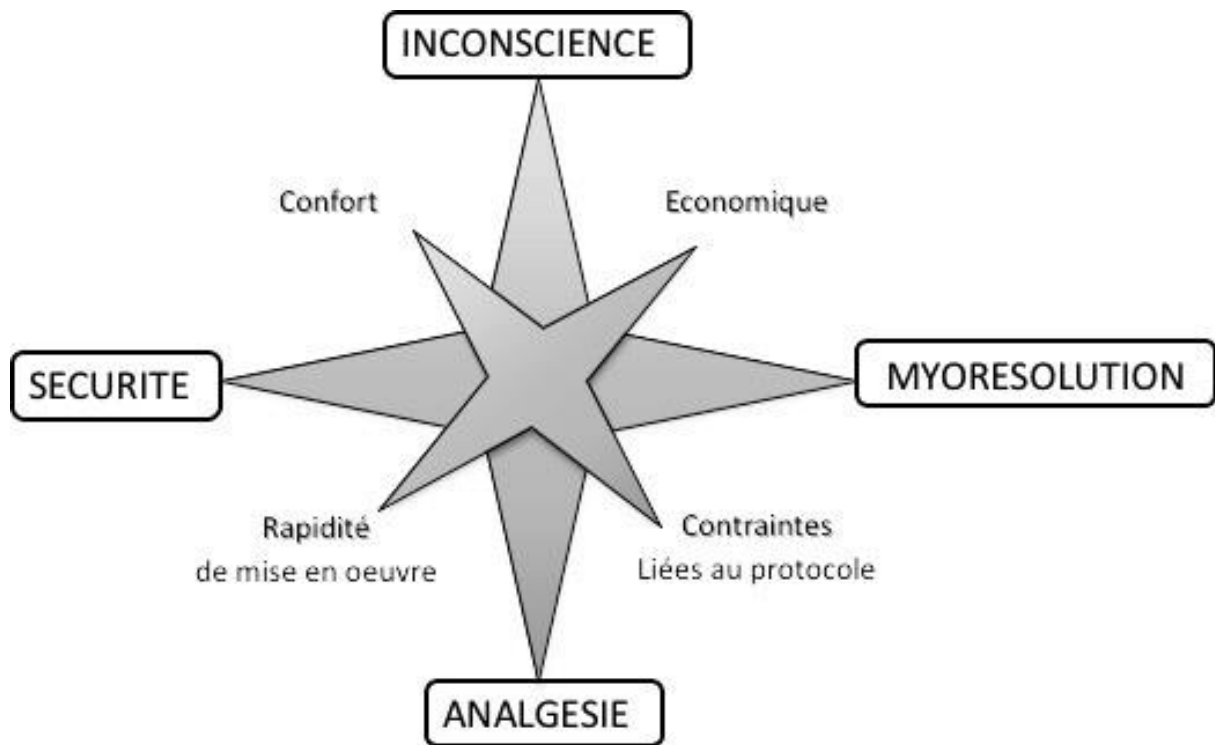 INCONSCIENCE
Confort
Economique
SECURITE
MYORESOLUTION
Rapidité
de mise en oeuvre
Contraintes
Liées au protocole
ANALGESIE